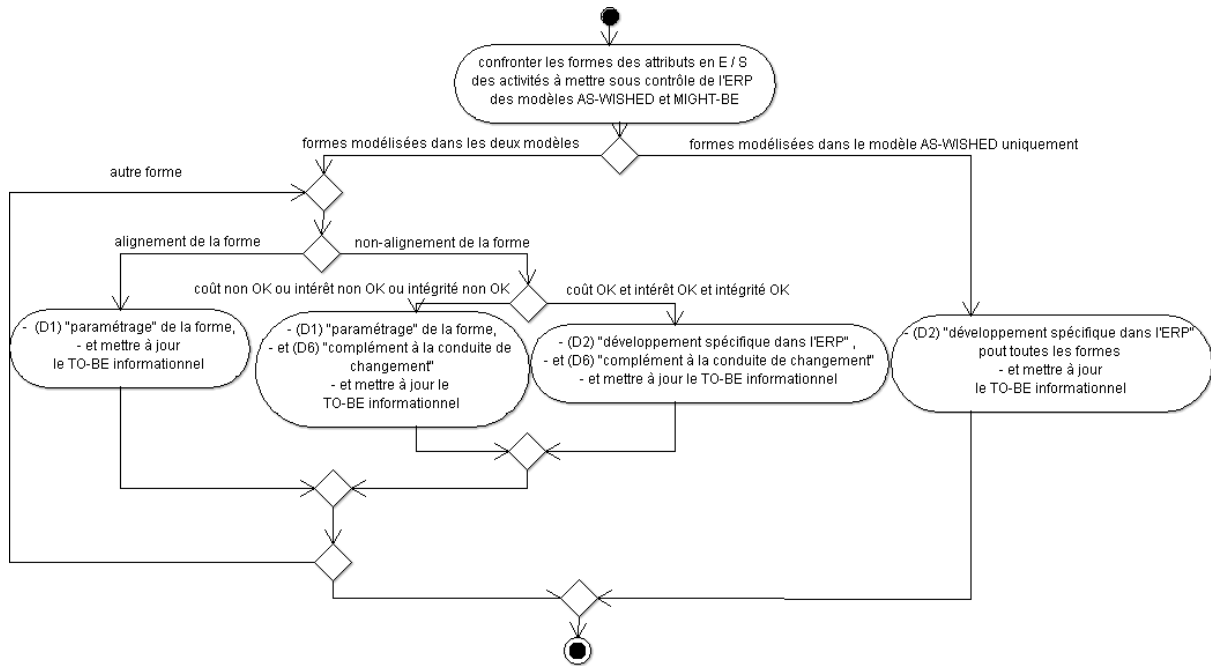 confronter les formes des attributs en E / S
des activités à mettre sous contrôle de l'ERP
des modèles AS-WISHED et MIGHT-BE
formes modélisées dans les deux modèles
formes modélisées dans le modèle AS-WISHED uniquement
autre forme
alignement de la forme
non-alignement de la forme
coût non OK ou intérêt non OK ou intégrité non OK
coût OK et intérêt OK et intégrité OK
- (D1) "paramétrage" de la forme,
- et mettre à jour
le TO-BE informationnel
- (D1) "paramétrage" de la forme,
- et (D6) "complément à la conduite de
changement"
- et mettre à jour le
TO-BE informationnel
- (D2) "développement spécifique dans l'ERP" ,
- et (D6) "complément à la conduite de changement"
- et mettre à jour le TO-BE informationnel
- (D2) "développement spécifique dans l'ERP"
pout toutes les formes
- et mettre à jour
le TO-BE informationnel